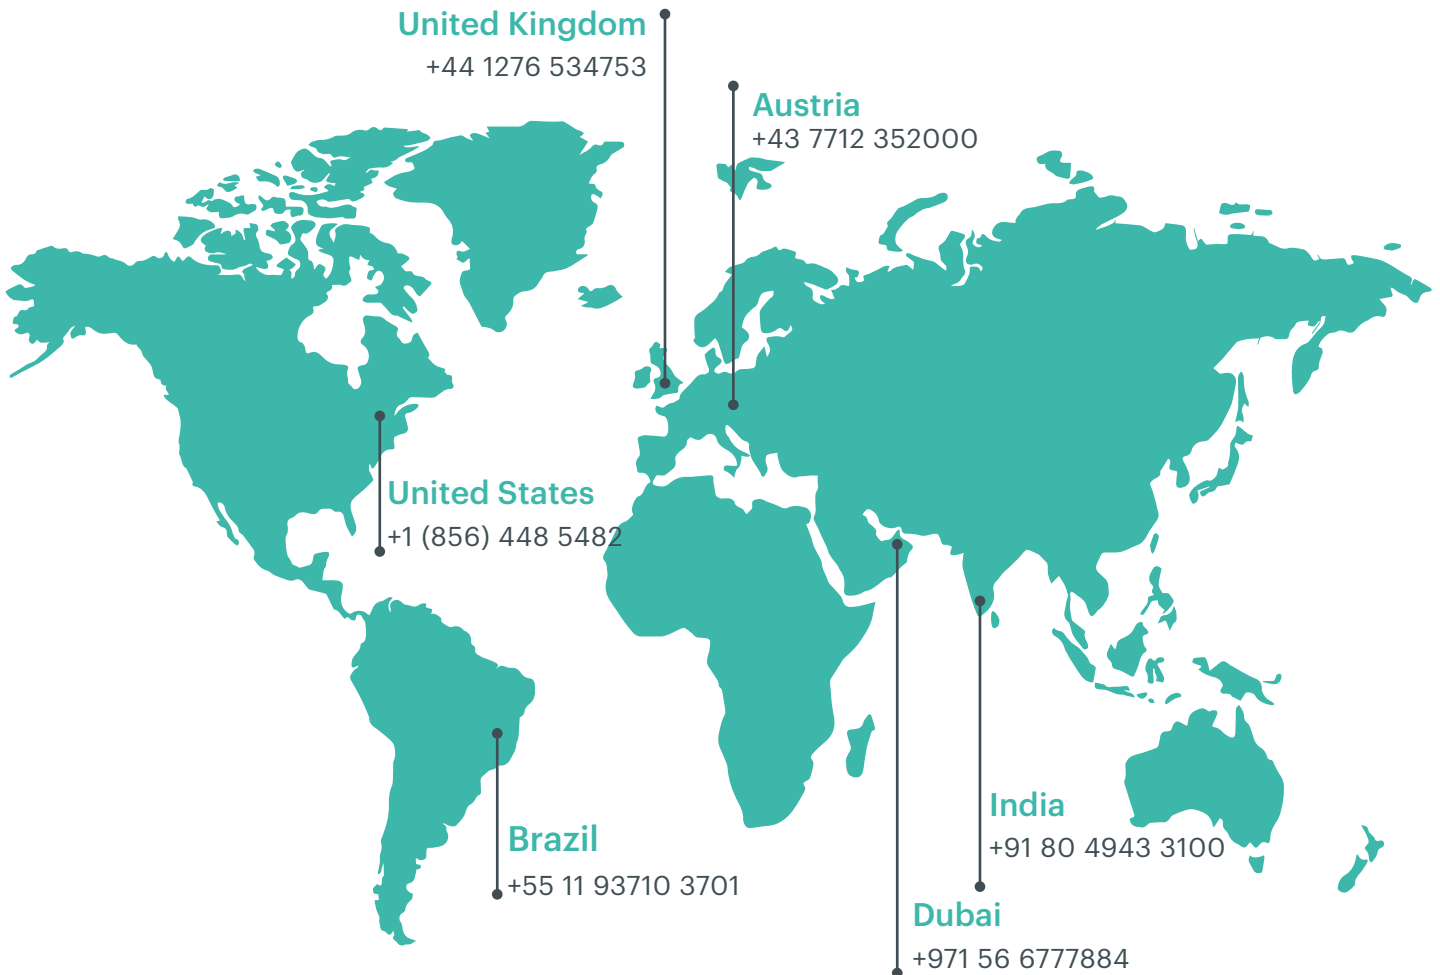 United Kingdom
+44 1276 534753
Austria
+43 7712 352000
United States
+1 (856) 448 5482
India
+91 80 4943 3100
Brazil
+55 11 93710 3701
Dubai
+971 56 6777884